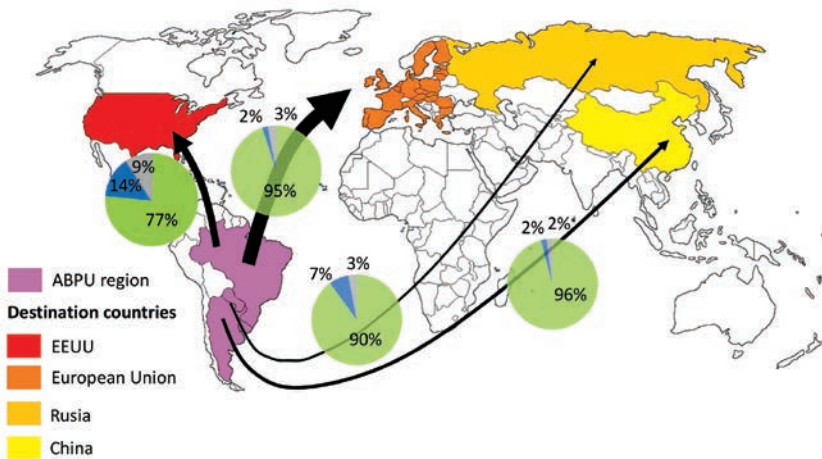 2%
3%
95%
9%
14%
77%
7%
3%
90%
2%
2%*
96%
ABPU region
Destination countries
EEUU
European Union
Rusia
China